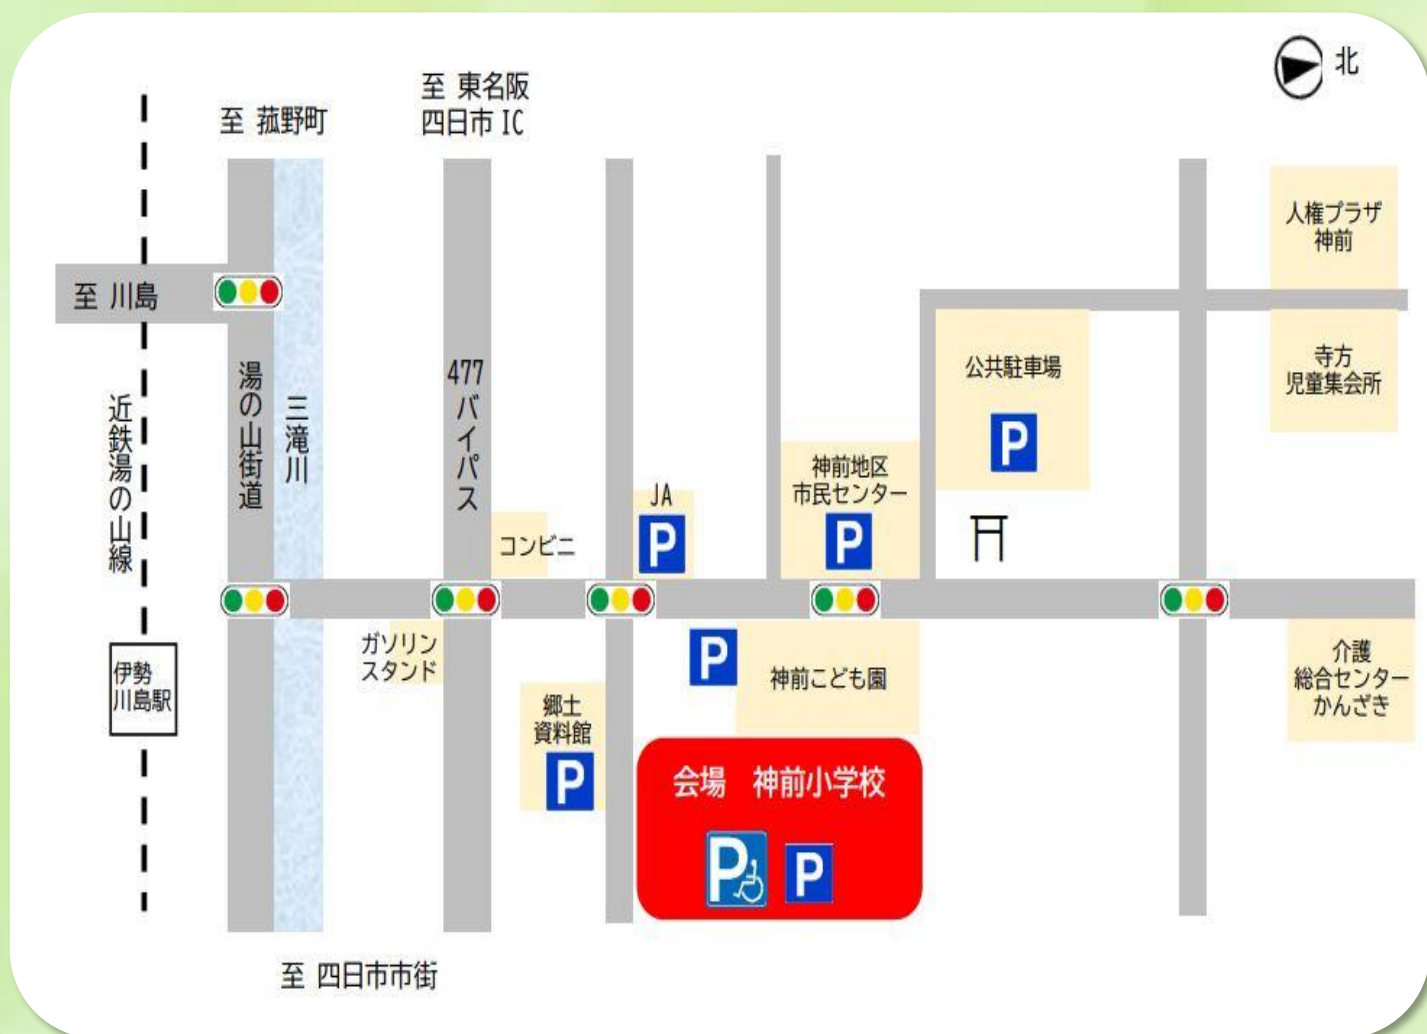 北
至 東名阪
四日市 IC
至 菰野町
人権プラザ
神前
至 川島
寺方
児童集会所
公共駐車場
P
477
バイパス
湯の山街道
三滝川
近鉄湯の山線
神前地区
市民センター
P
JA
P
コンビニ
ガソリン
スタンド
P
神前こども園
介護
総合センター
かんざき
伊勢
川島駅
郷土
資料館
P
会場 神前小学校
P
P
至 四日市市街